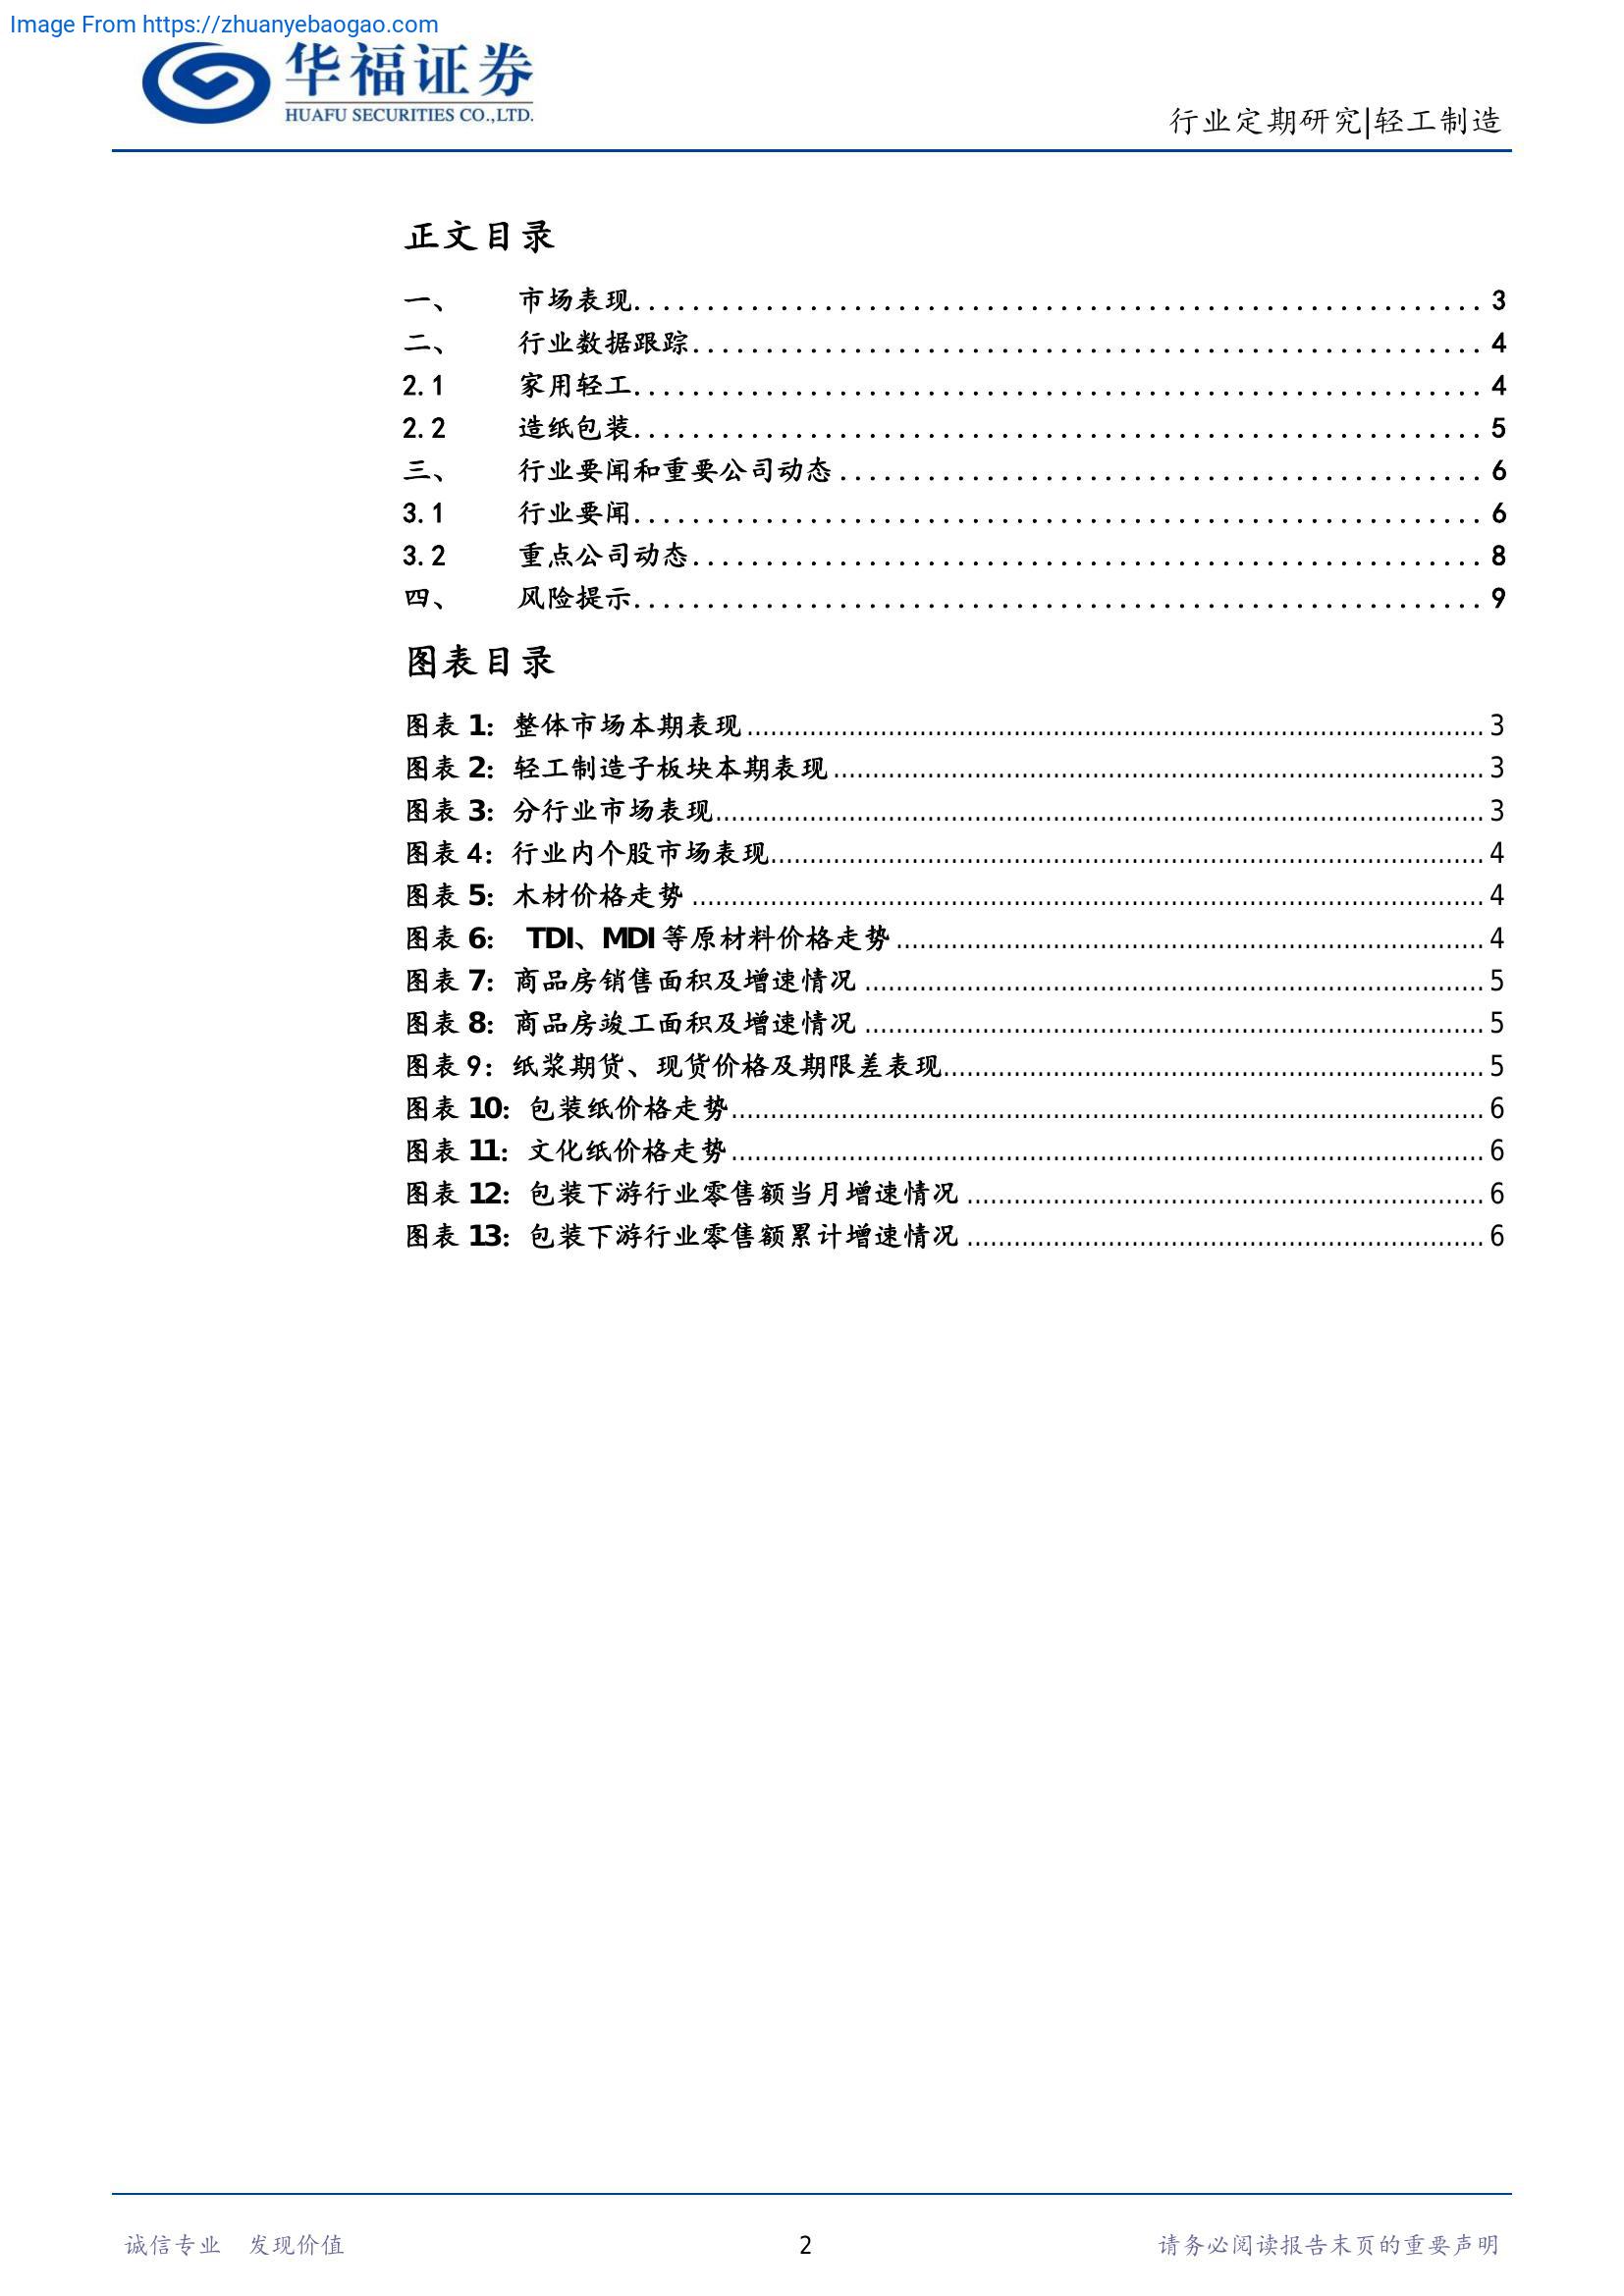 Image From https://zhuanyebaogao.com
华福证券
HUAFU SECURITIES CO.,LTD.
行业定期研究|轻工制造
正文目录
一、 市场表现.......................................................... 3
二、 行业数据跟踪...................................................... 4
2.1 家用轻工.......................................................... 4
2.2 造纸包装.......................................................... 5
三、 行业要闻和重要公司动态............................................ 6
3.1 行业要闻.......................................................... 6
3.2 重点公司动态...................................................... 8
四、 风险提示.......................................................... 9
图表目录
图表 1：整体市场本期表现.......................................................... 3
图表 2：轻工制造子板块本期表现.......................................................... 3
图表 3：分行业市场表现.......................................................... 3
图表 4：行业内个股市场表现.......................................................... 4
图表 5：木材价格走势.......................................................... 4
图表 6： TDI、MDI 等原材料价格走势.......................................................... 4
图表 7：商品房销售面积及增速情况.......................................................... 5
图表 8：商品房竣工面积及增速情况.......................................................... 5
图表 9：纸浆期货、现货价格及期限差表现.......................................................... 5
图表 10：包装纸价格走势.......................................................... 6
图表 11：文化纸价格走势.......................................................... 6
图表 12：包装下游行业零售额当月增速情况.......................................................... 6
图表 13：包装下游行业零售额累计增速情况.......................................................... 6
诚信专业 发现价值 2 请务必阅读报告末页的重要声明